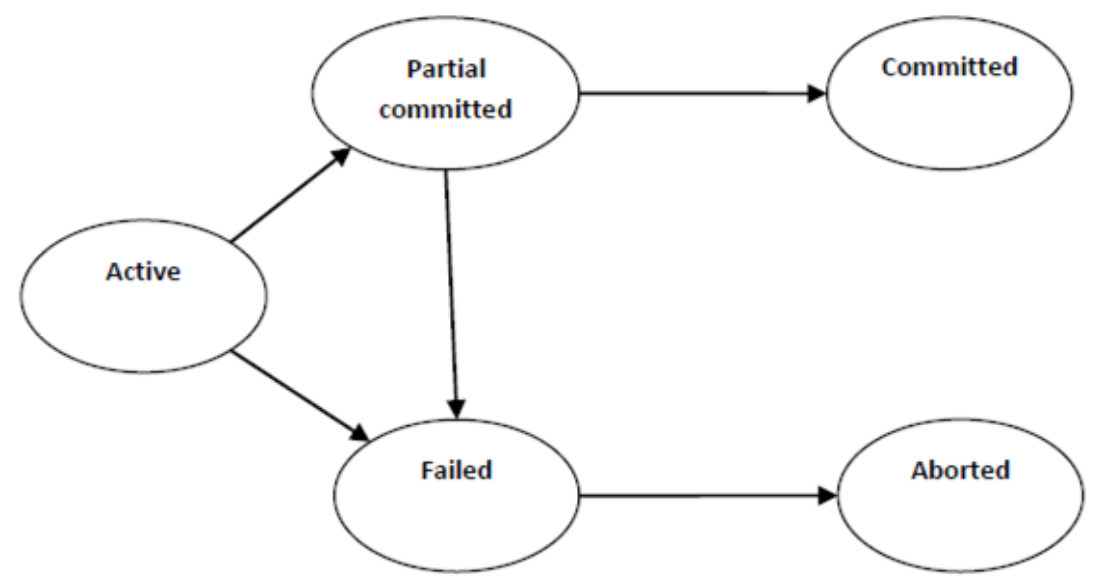 Partial
committed
Committed
Active
Failed
Aborted